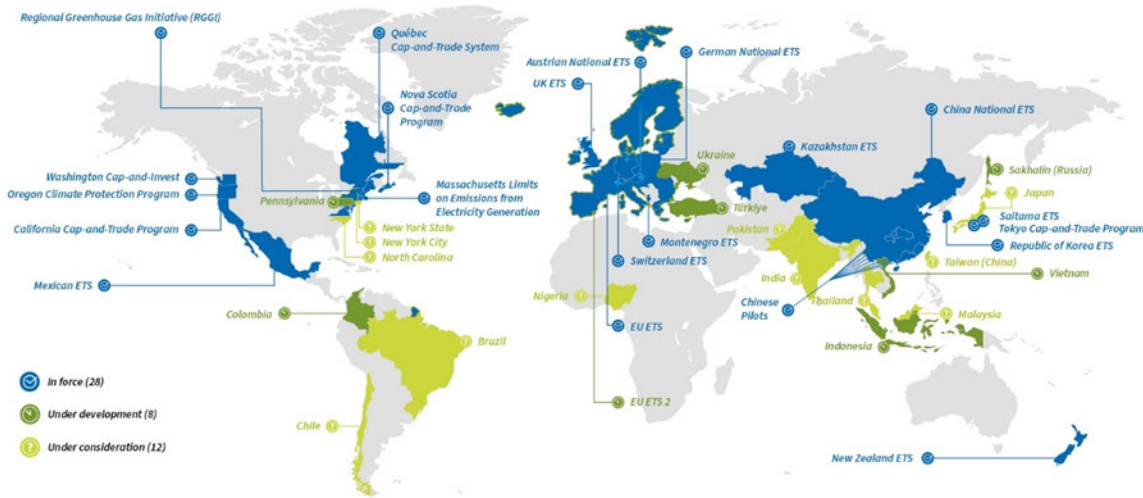 Regional Greenhouse Gas Initiative (RGGI)
Québec
Cap-and-Trade System
Nova Scotia
Cap-and-Trade
Program
Austrian National ETS
German National ETS
UK ETS
China National ETS
Kazakhstan ETS
Ukraine
Sakhalin (Russia)
Washington Cap-and-Invest
Oregon Climate Protection Program
Pennsylvania
Massachusetts Limits
on Emissions from
Electricity Generation
Türkiye
Japan
California Cap-and-Trade Program
New York State
New York City
North Carolina
Pakistan
Saitama ETS
Tokyo Cap-and-Trade Program
Montenegro ETS
Republic of Korea ETS
Switzerland ETS
Taiwan (China)
Mexican ETS
India
Vietnam
Nigeria
Chinese
Pilots
Thailand
Colombia
Malaysia
EU ETS
Brazil
Indonesia
In force (28)
Under development (8)
EU ETS 2
Chile
Under consideration (12)
New Zealand ETS